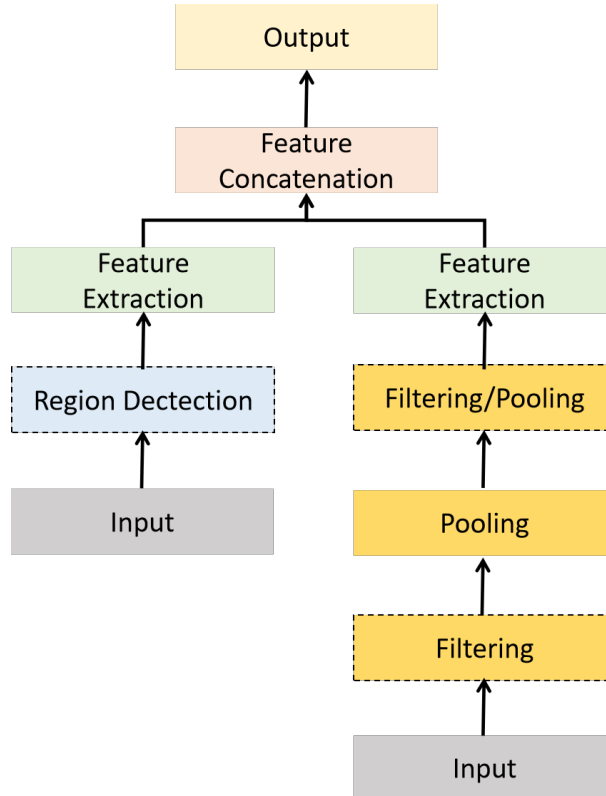 Output
Feature
Concatenation
Feature
Extraction
Feature
Extraction
Region Dectection
Filtering/Pooling
Input
Pooling
Filtering
Input